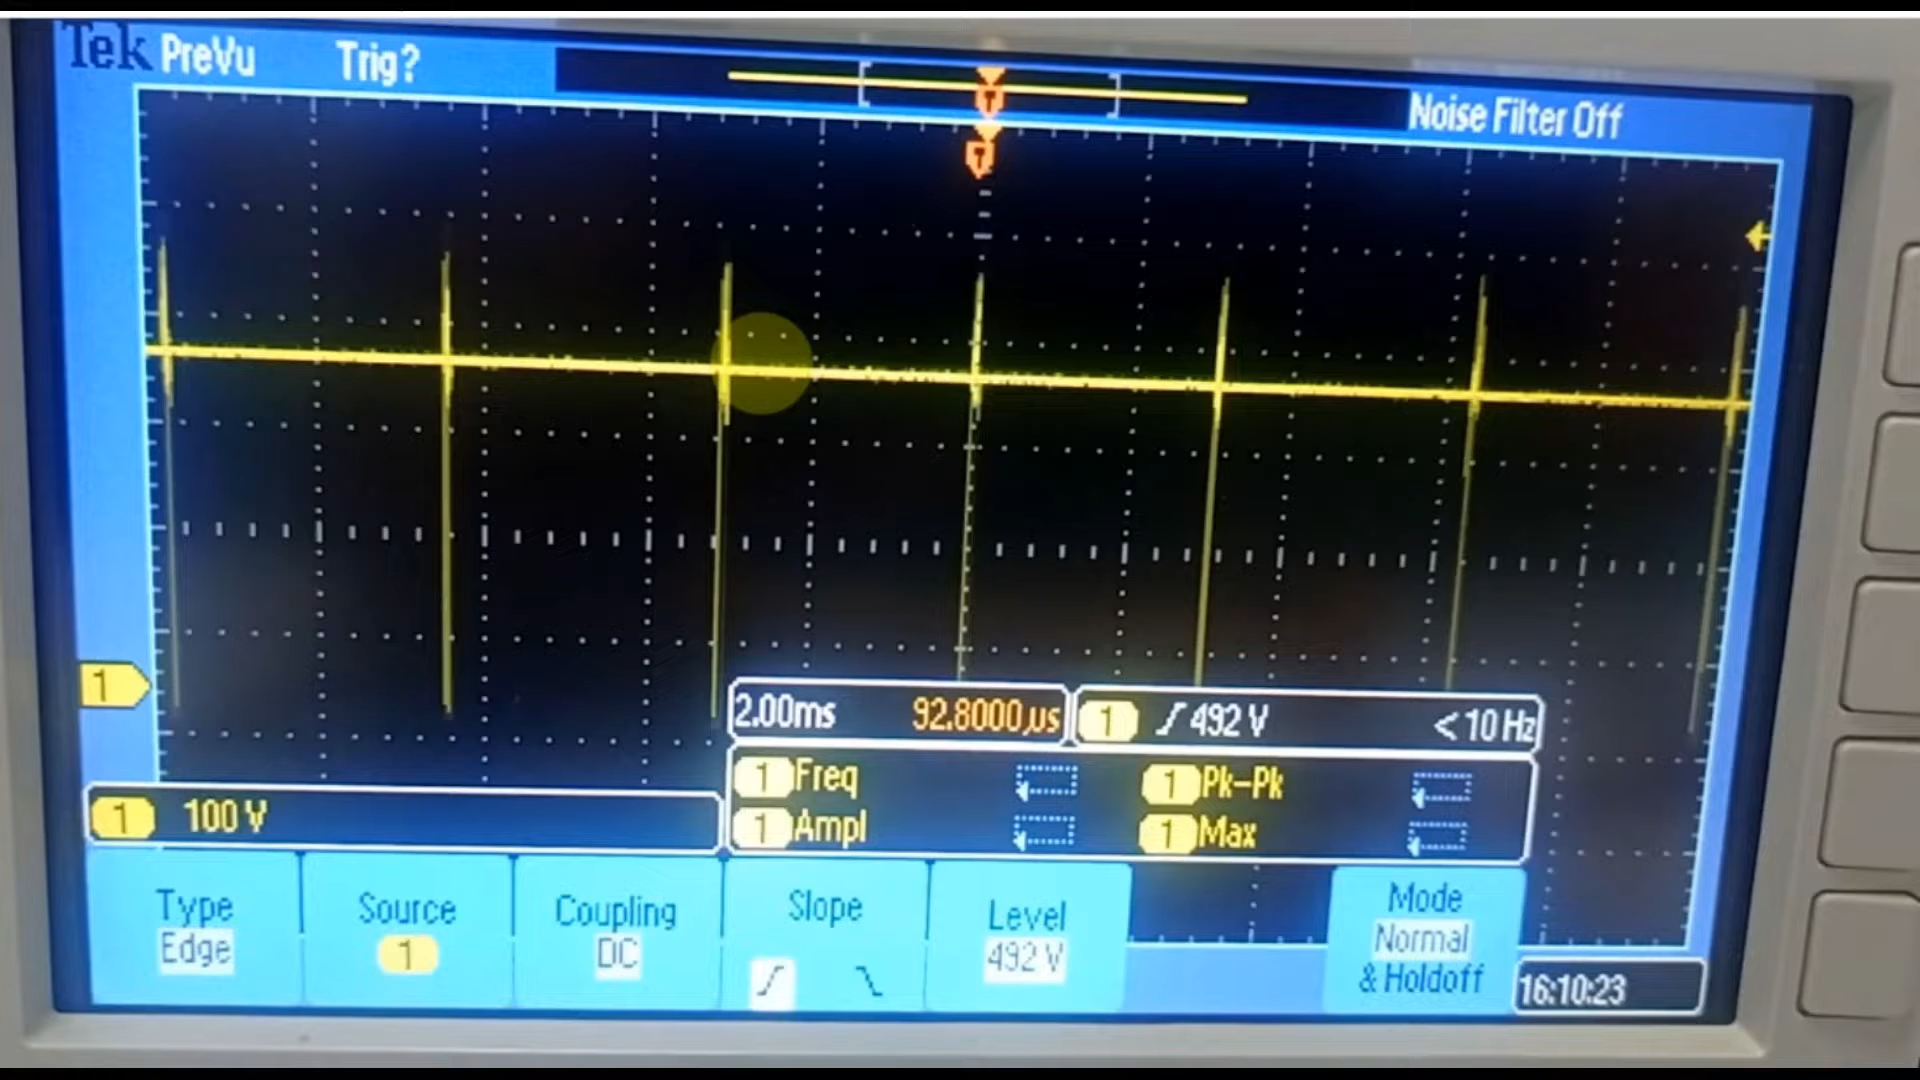 Tek PreVu Trig?
Noise Filter Off
T
T
1
2.00ms 92.8000µs
1 492 V < 10 Hz
1 Freq
1 Pk-Pk
1 Ampl
1 Max
1 100 V
Type
Edge
Source
1
Coupling
DC
Slope
Level
492 V
Mode
Normal
& Holdoff
16:10:23